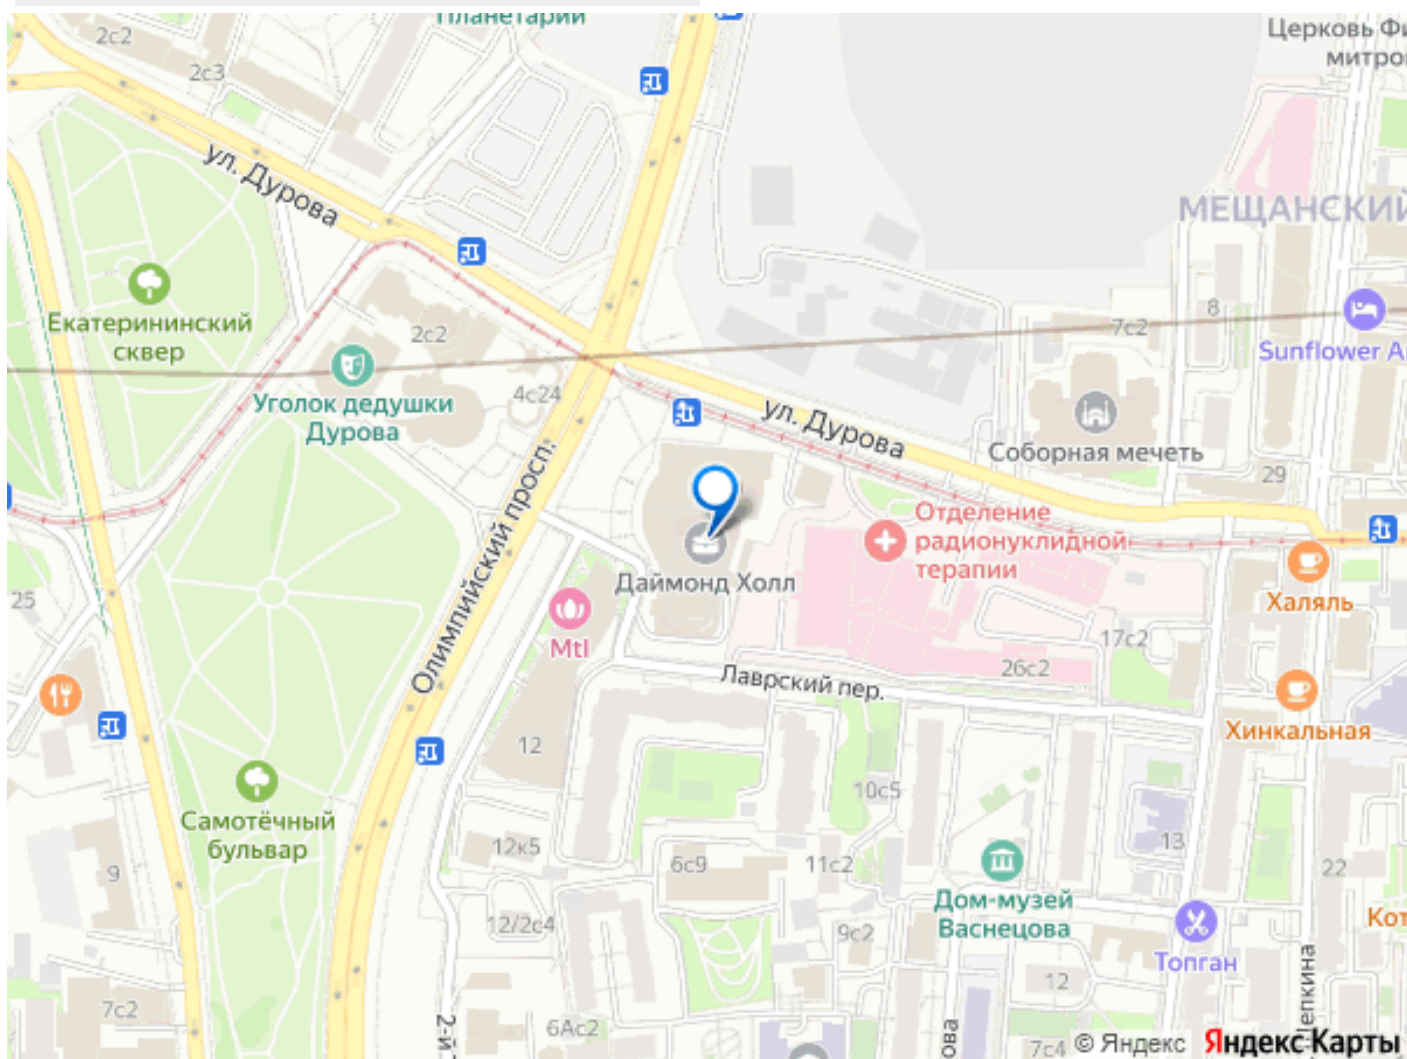 Планетарий
Церковь Фи
митро
2с2
2с3
ул. Дурова
МЕЩАНСКИЙ
Екатерининский
сквер
2с2
8
7с2
Sunflower A
Уголок дедушки
Дурова
4с24
ул. Дурова
Соборная мечеть
29
Отделение
радионуклидной
терапии
Олимпийский просп.
Даймонд Холл
25
Халяль
Mtl
17с2
26с2
Лаврский пер.
Хинкальная
12
10с5
Самотёчный
бульвар
13
12к5
6с9
11с2
22
9
Дом-музей
Васнецова
Кот
12/2с4
9с2
Топган
12
7с2
6Ас2
2-й
ова
Щепкина
7с4
© Яндекс Яндекс Карты